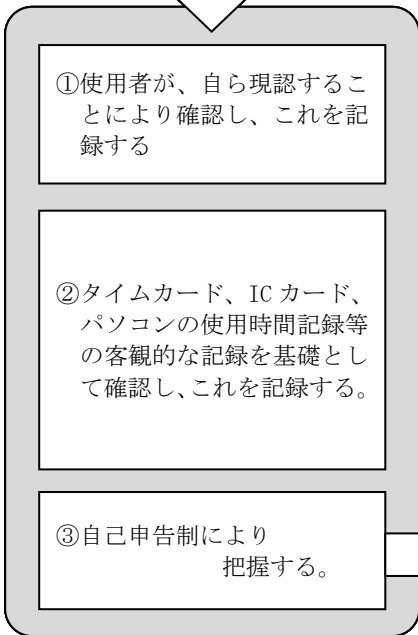 ①使用者が、自ら現認するこ
とにより確認し、これを記
録する
②タイムカード、IC カード、
パソコンの使用時間記録等
の客観的な記録を基礎とし
て確認し、これを記録する。
③自己申告制により
把握する。